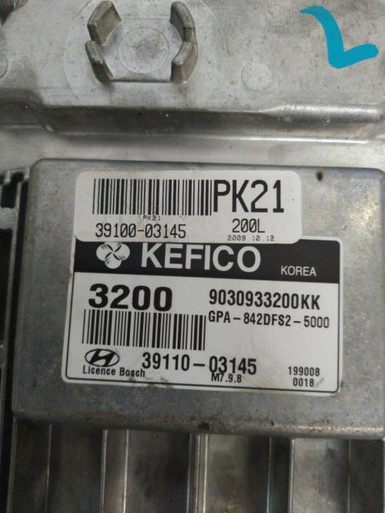 PK21
PK21
39100-03145 200L
2009.10.12
KEFICO KOREA
3200 9030933200KK
GPA-842DFS2-5000
39110-03145 199008
Licence Bosch M7.9.8 0018